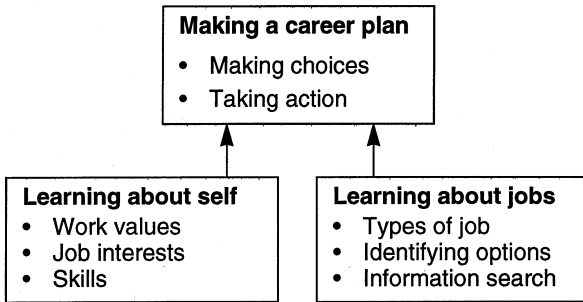 Making a career plan
• Making choices
• Taking action
Learning about self
• Work values
• Job interests
• Skills
Learning about jobs
• Types of job
• Identifying options
• Information search